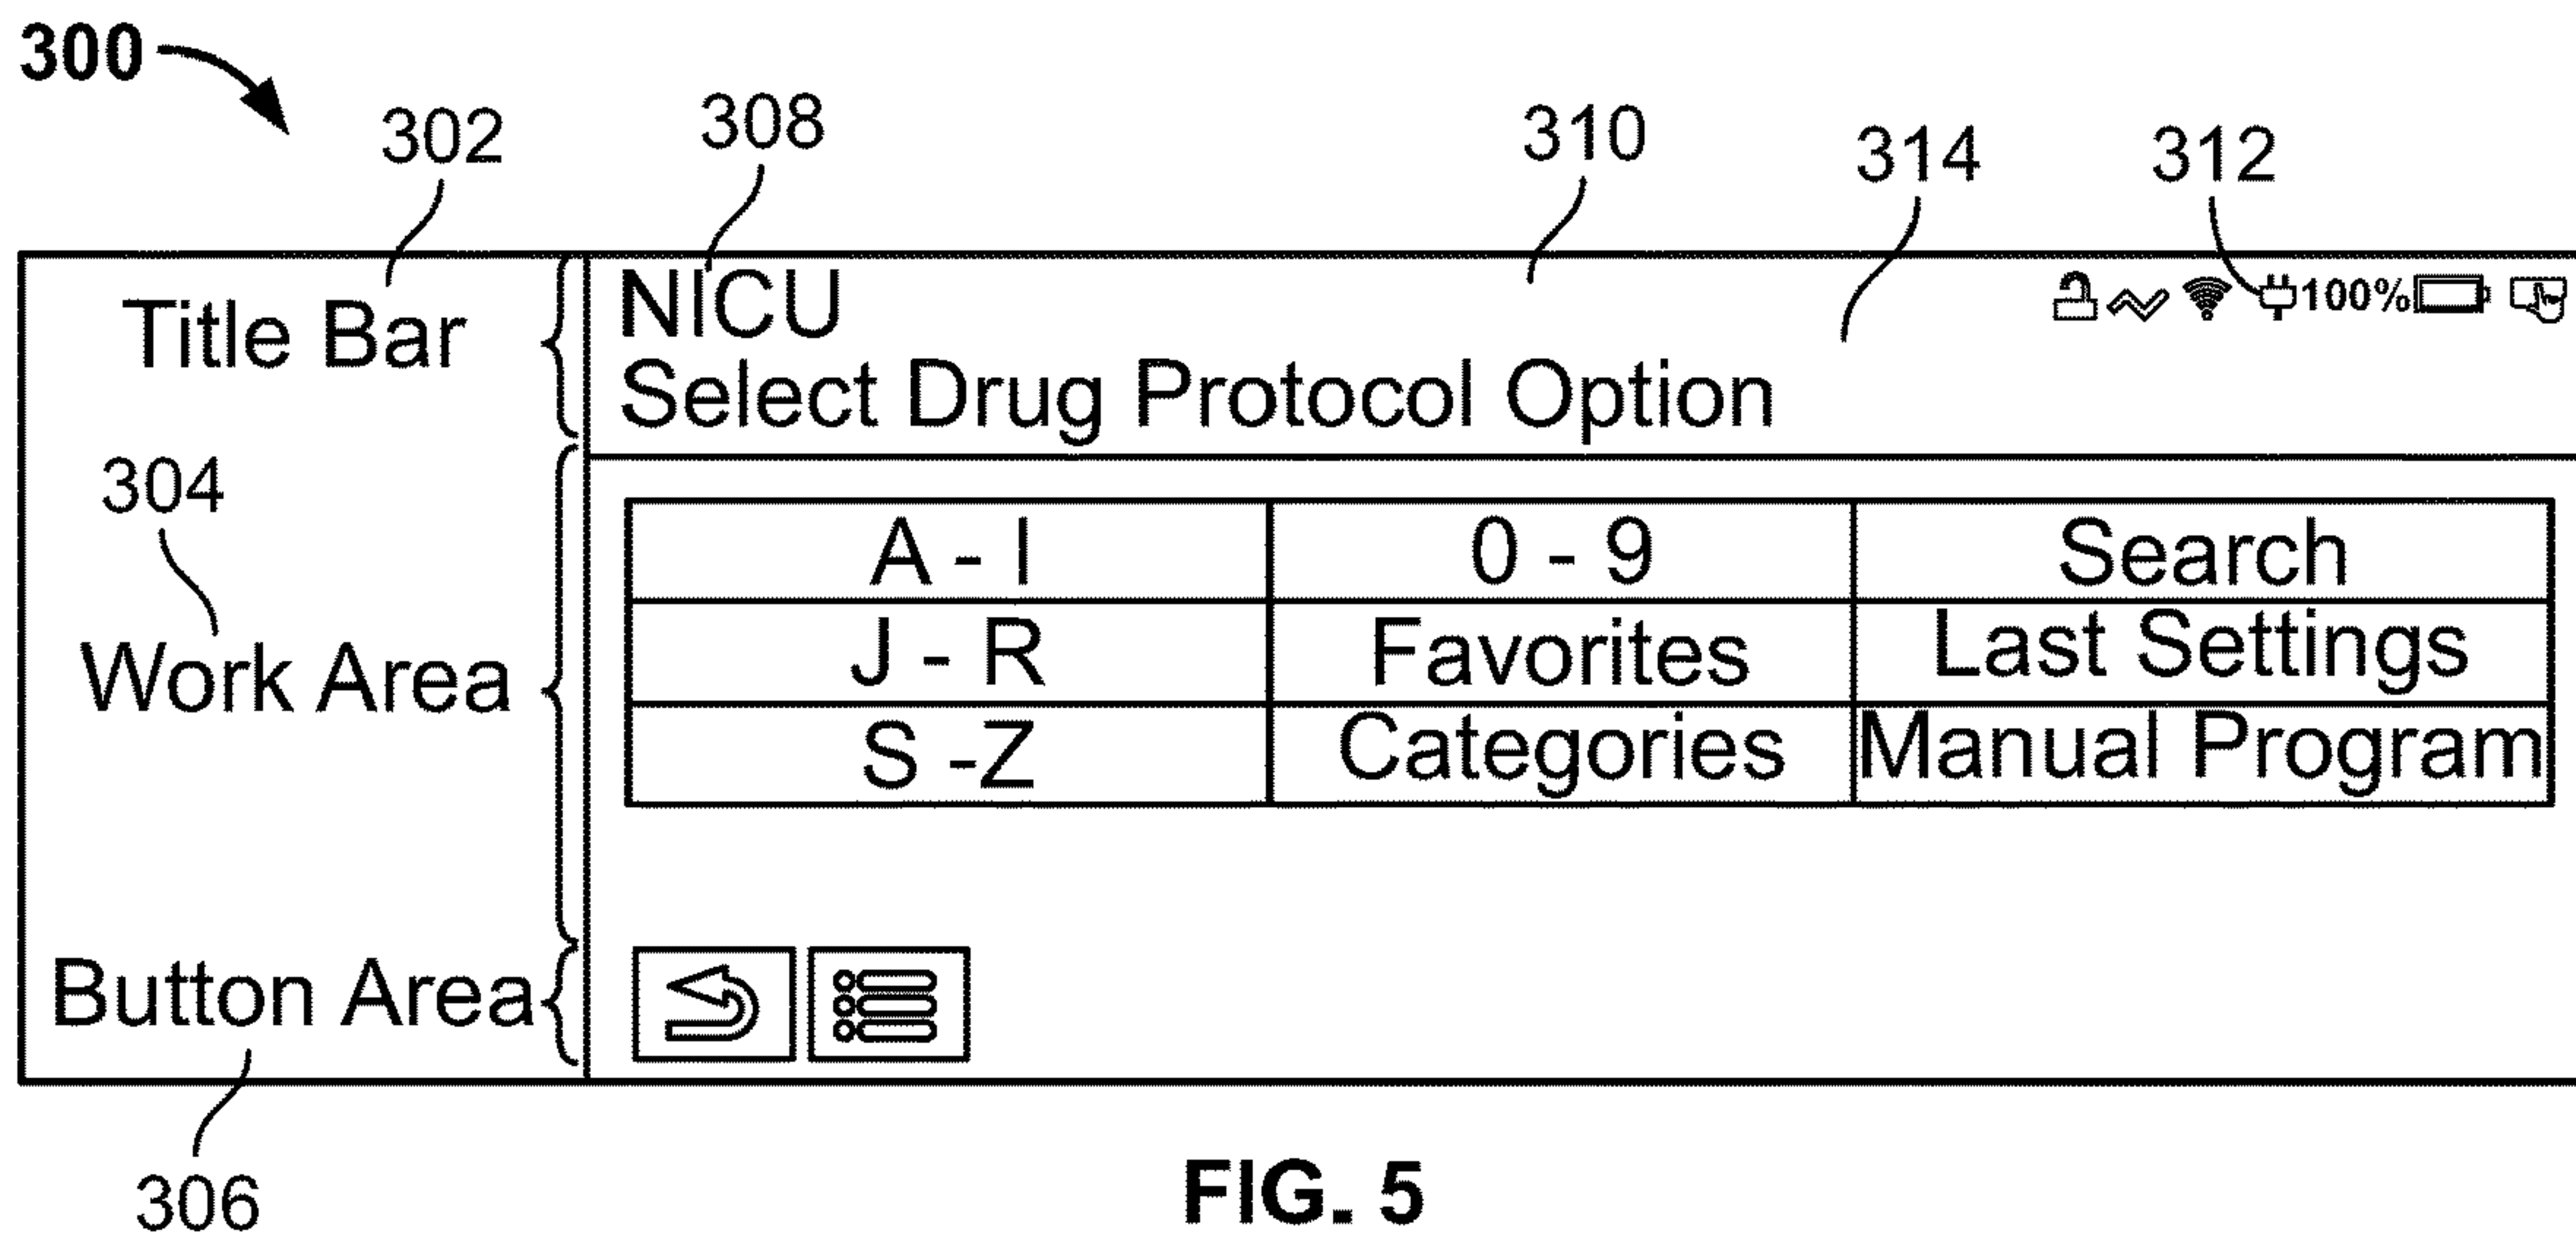 300
302
308
310
314
312
Title Bar
NICU
100%
Select Drug Protocol Option
304
Work Area
A - I
0 - 9
Search
J - R
Favorites
Last Settings
S -Z
Categories
Manual Program
Button Area
306
FIG. 5